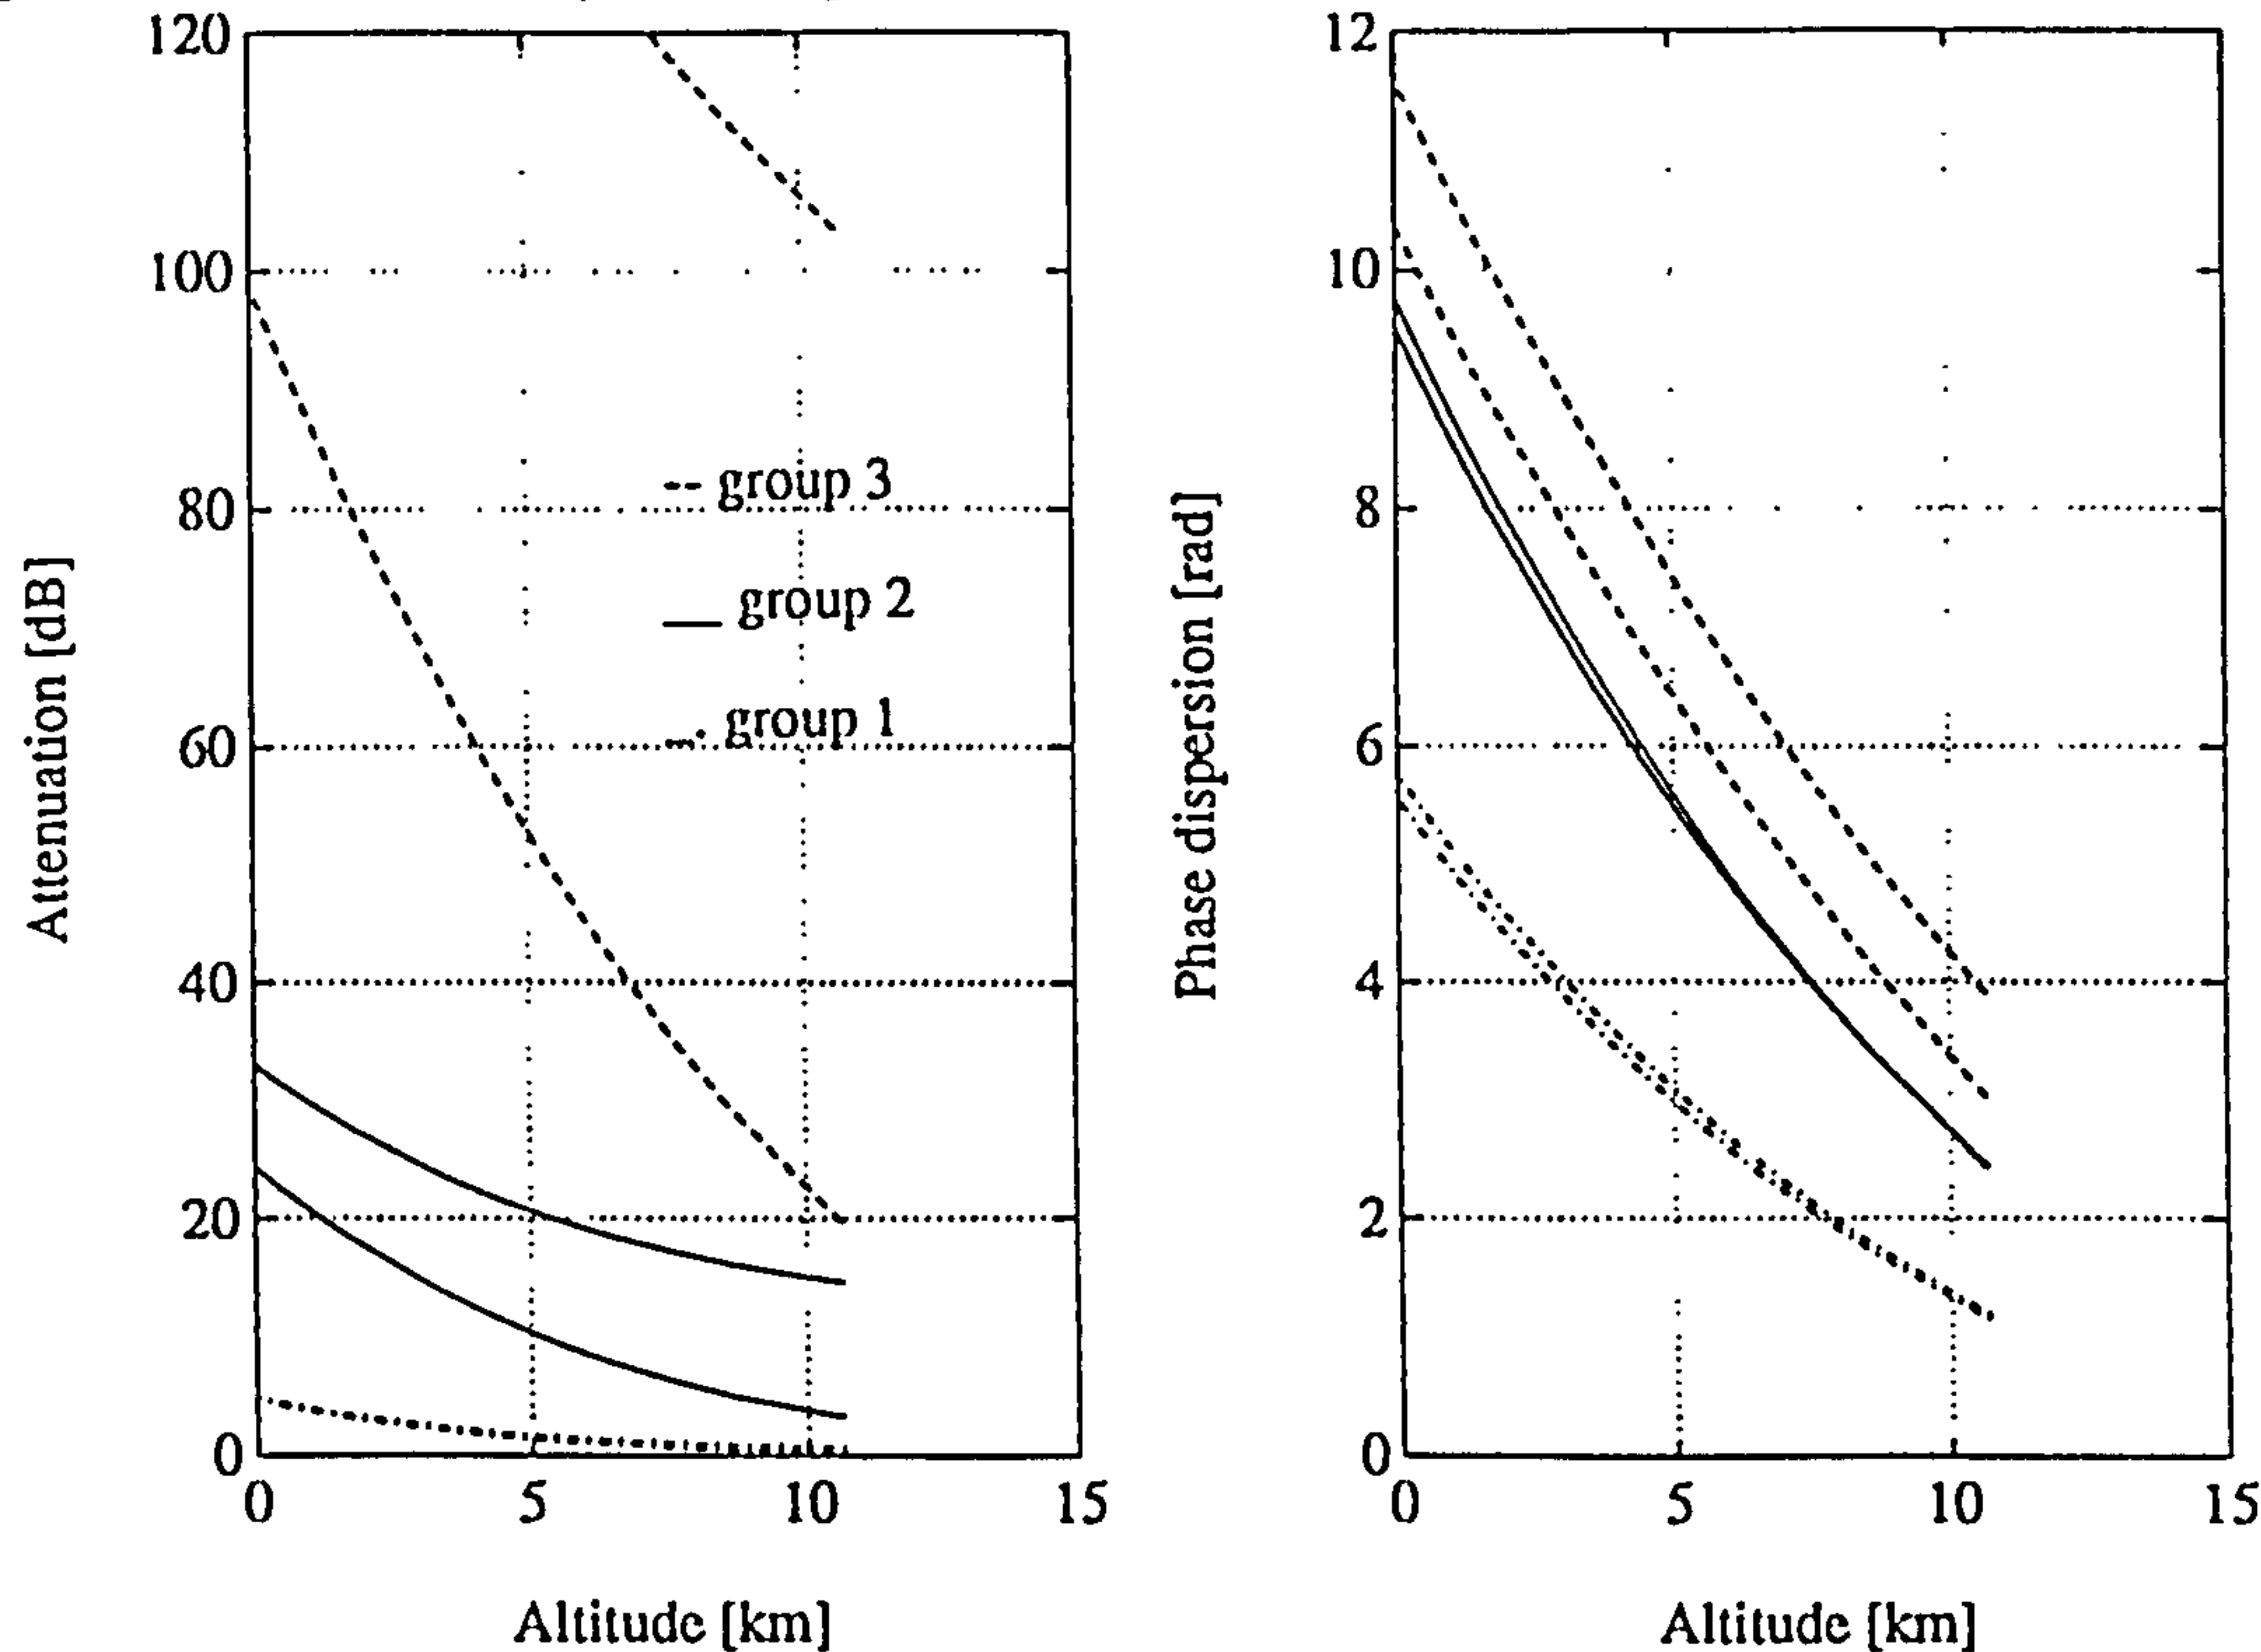 120
100
80
60
40
20
0
0 5 10 15
Attenuation [dB]
Altitude [km]
-- group 3
— group 2
-.- group 1
12
10
8
6
4
2
0
0 5 10 15
Phase dispersion [rad]
Altitude [km]